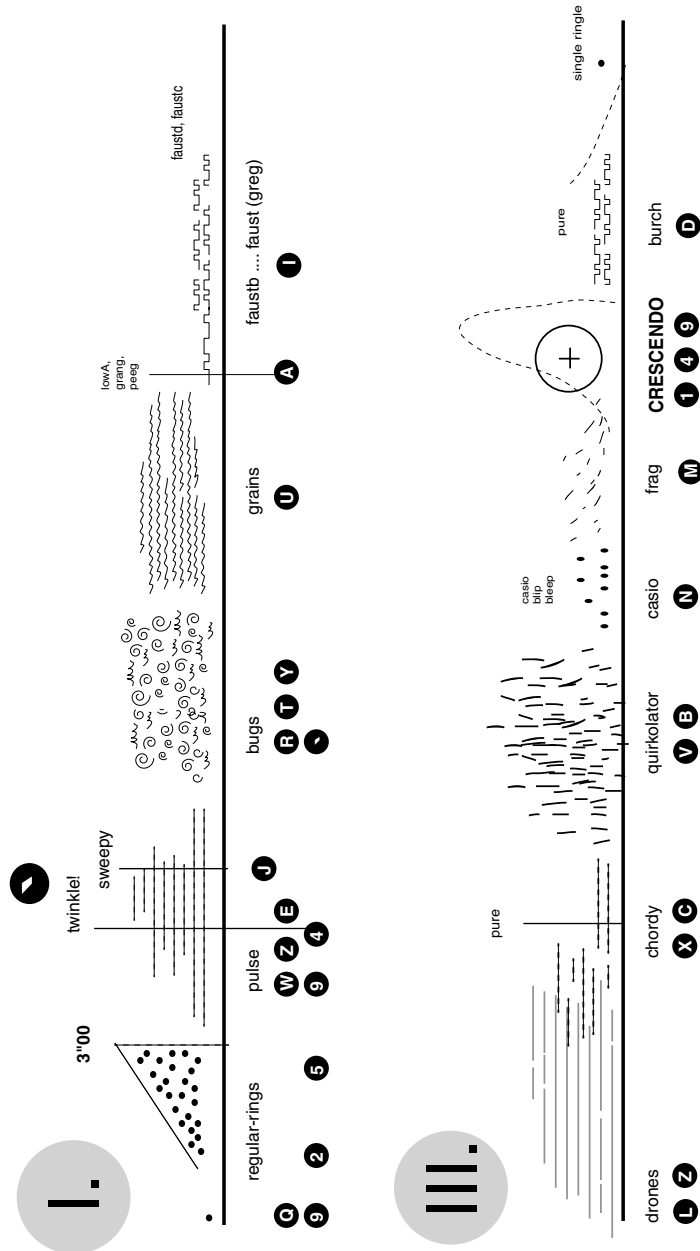 I.
3"00
twinkle!
sweepy
lowA,
grang,
peeg
faustd, faustc
regular-rings
pulse
bugs
grains
faustb .... faust (greg)
Q
W
Z
E
J
R
T
Y
U
A
I
9
2
5
9
4
III.
pure
casio
blip
bleep
pure
single ringle
drones
chordy
quirkolator
casio
frag
CRESCENDO
burch
L
Z
X
C
V
B
N
M
1
4
9
D